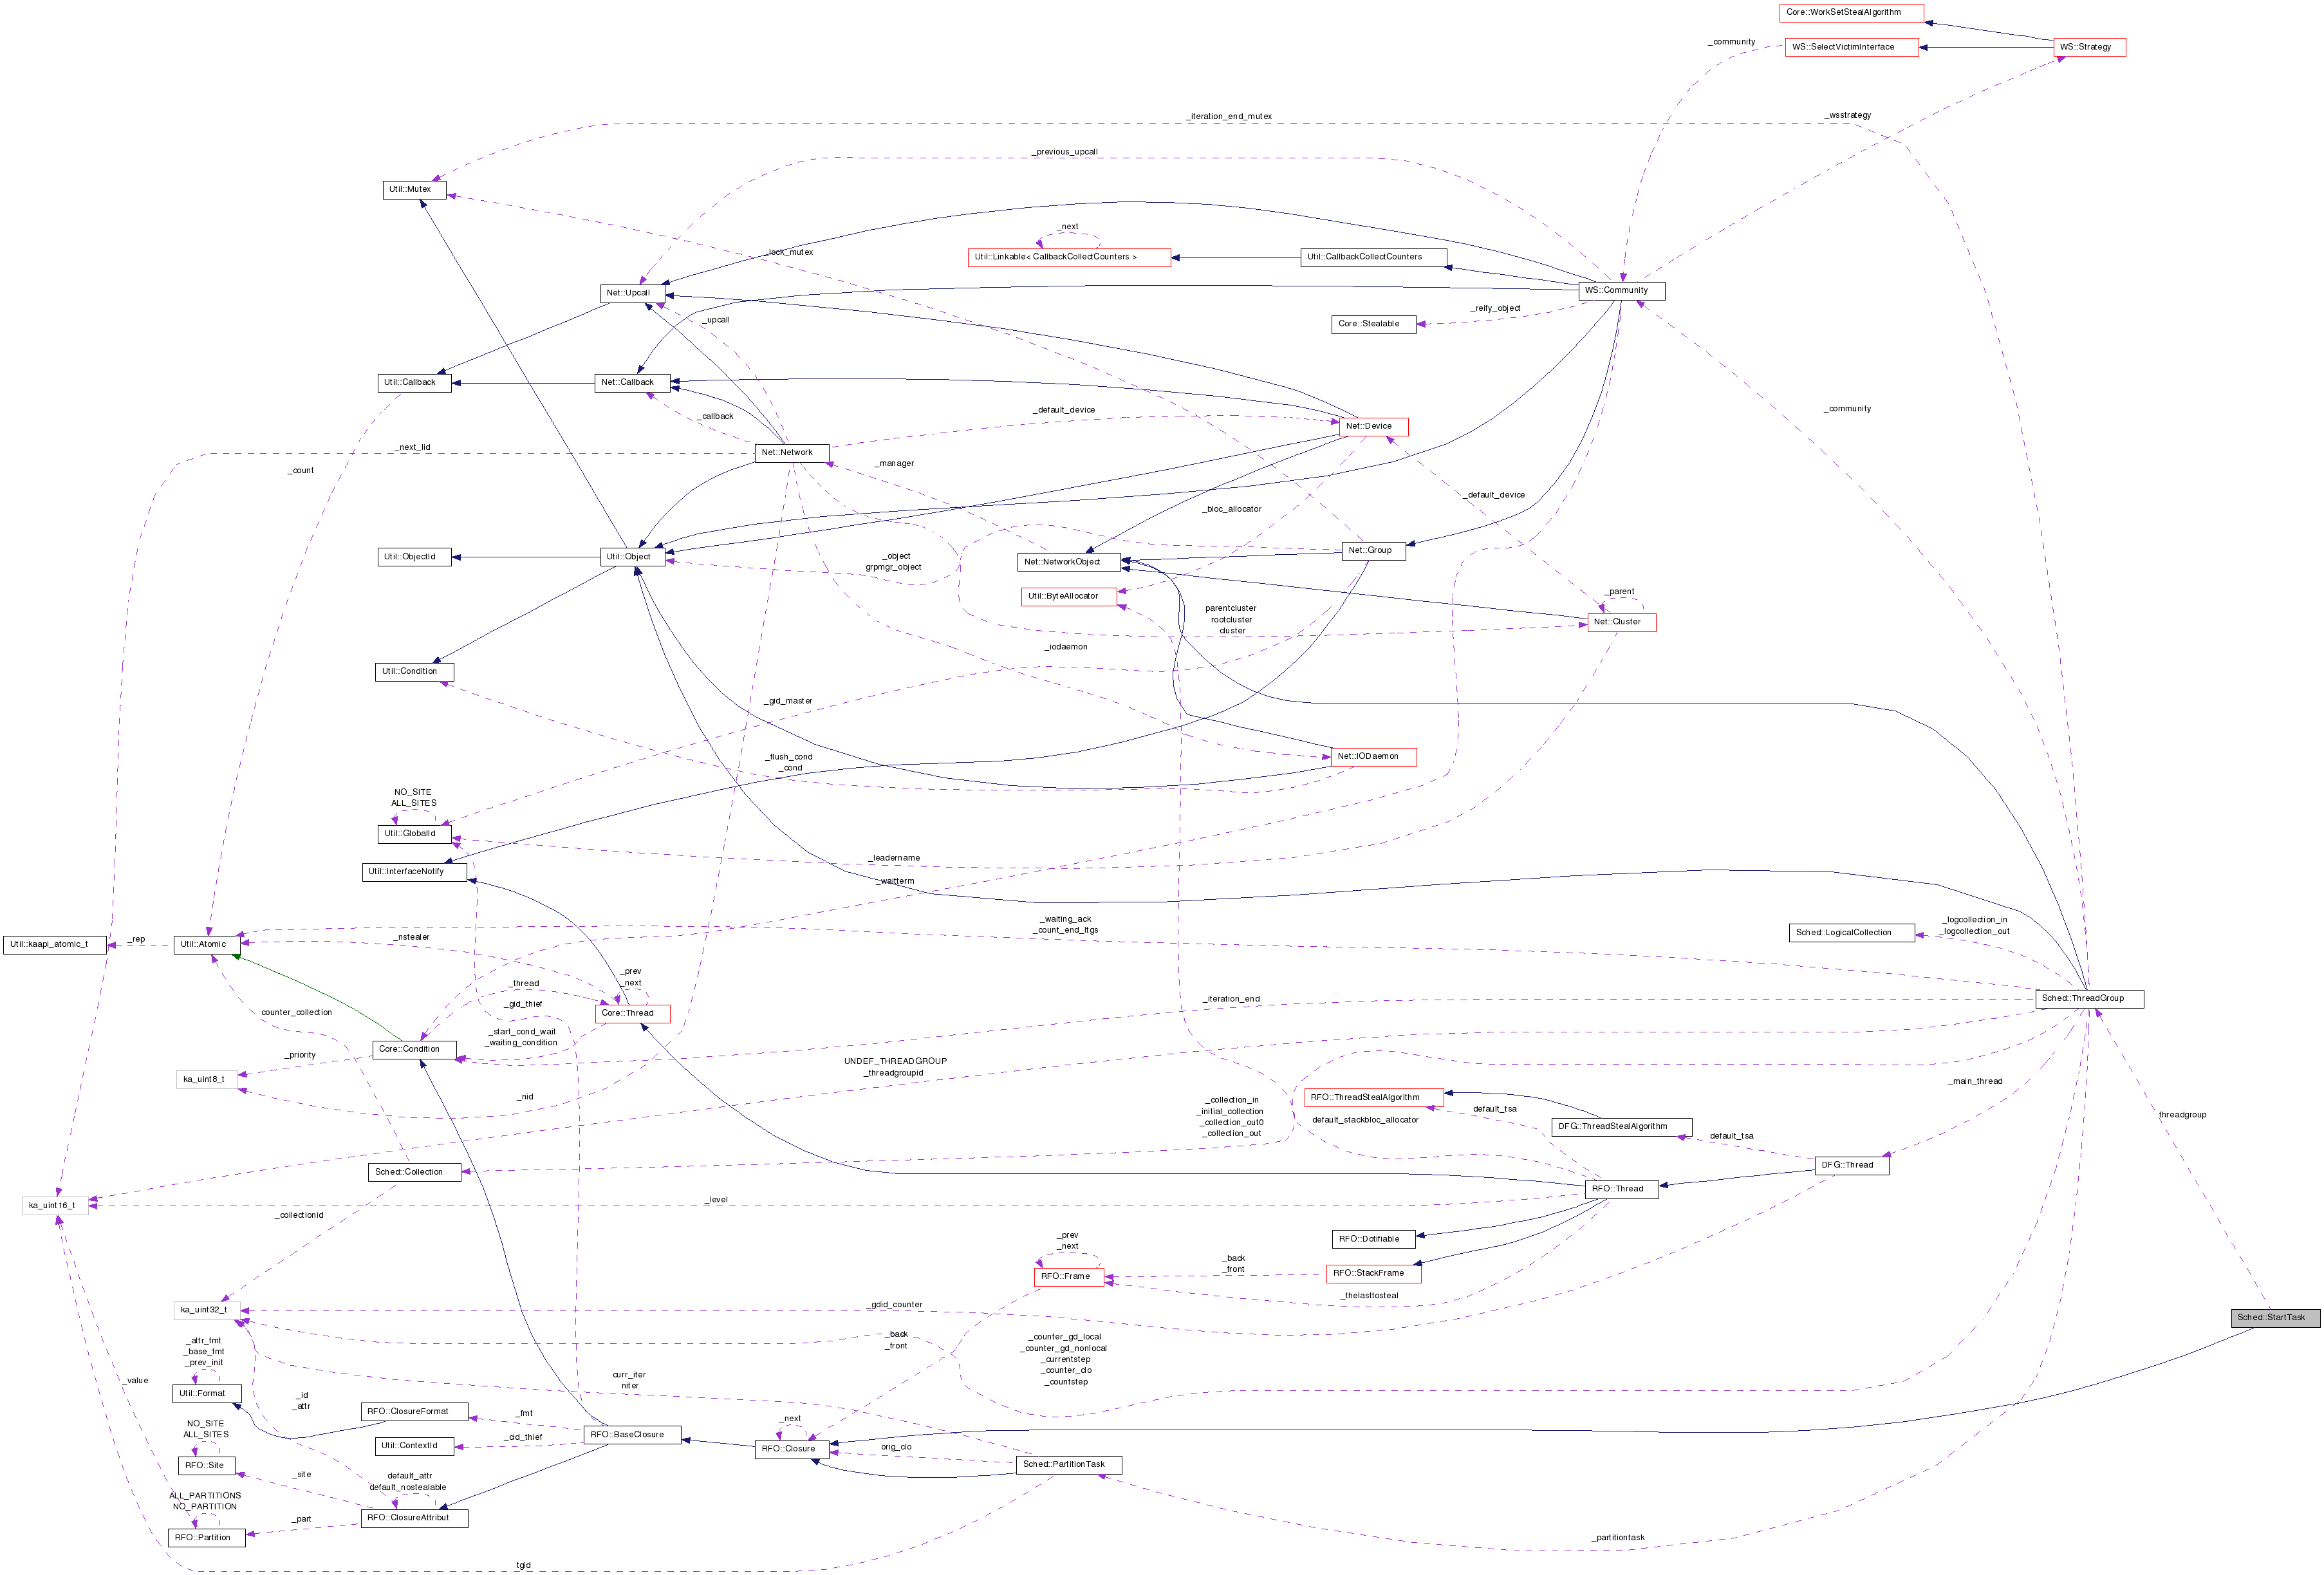 Core::WorkSetStealAlgorithm
_community
WS::SelectVictimInterface
WS::Strategy
_iteration_end_mutex
_wsstrategy
_previous_upcall
Util::Mutex
_next
_lock_mutex
Util::Linkable< CallbackCollectCounters >
Util::CallbackCollectCounters
Net::Upcall
WS::Community
_reify_object
_upcall
Core::Stealable
Util::Callback
Net::Callback
_callback
_default_device
_community
Net::Device
_next_lid
Net::Network
_manager
_count
_default_device
_bloc_allocator
Util::ObjectId
Util::Object
_object
grpmgr_object
Net::NetworkObject
Net::Group
Util::ByteAllocator
_parent
parentcluster
rootcluster
cluster
Net::Cluster
_iodaemon
Util::Condition
_gid_master
_flush_cond
_cond
Net::IODaemon
NO_SITE
ALL_SITES
Util::GlobalId
_leadername
Util::InterfaceNotify
_waitterm
_waiting_ack
_count_end_ltgs
_logcollection_in
_logcollection_out
Sched::LogicalCollection
Util::kaapi_atomic_t
_rep
Util::Atomic
_nstealer
_prev
_next
_thread
_gid_thief
_iteration_end
Sched::ThreadGroup
counter_collection
Core::Thread
_start_cond_wait
_waiting_condition
Core::Condition
_priority
UNDEF_THREADGROUP
_threadgroupid
ka_uint8_t
_nid
_main_thread
RFO::ThreadStealAlgorithm
_collection_in
_initial_collection
_collection_out0
_collection_out
default_stackbloc_allocator
default_tsa
DFG::ThreadStealAlgorithm
threadgroup
default_tsa
Sched::Collection
DFG::Thread
ka_uint16_t
_level
RFO::Thread
_collectionid
RFO::Dotifiable
_prev
_next
_back
_front
RFO::Frame
RFO::StackFrame
_thelasttosteal
ka_uint32_t
_gdid_counter
Sched::StartTask
_attr_fmt
_base_fmt
_prev_init
_back
_front
_counter_gd_local
_counter_gd_nonlocal
_currentstep
_counter_clo
_countstep
_value
Util::Format
_id
_attr
curr_iter
niter
RFO::ClosureFormat
_fmt
NO_SITE
ALL_SITES
Util::ContextId
_cid_thief
RFO::BaseClosure
_next
RFO::Closure
orig_clo
RFO::Site
_site
default_attr
default_nostealable
Sched::PartitionTask
ALL_PARTITIONS
NO_PARTITION
RFO::ClosureAttribut
_part
RFO::Partition
_partitiontask
tgid